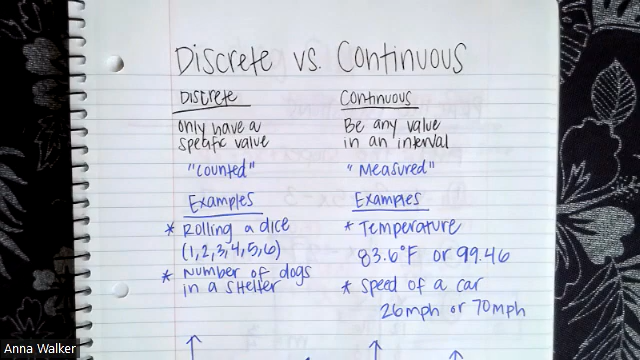 Discrete vs. Continuous
Discrete
only have a
specific value
"counted"
Examples
* Rolling a dice
(1,2,3,4,5,6)
* Number of dogs
in a shelter
Continuous
Be any value
in an interval
"Measured"
Examples
* Temperature
83.6°F or 99.46
* Speed of a car
26mph or 70mph
Anna Walker